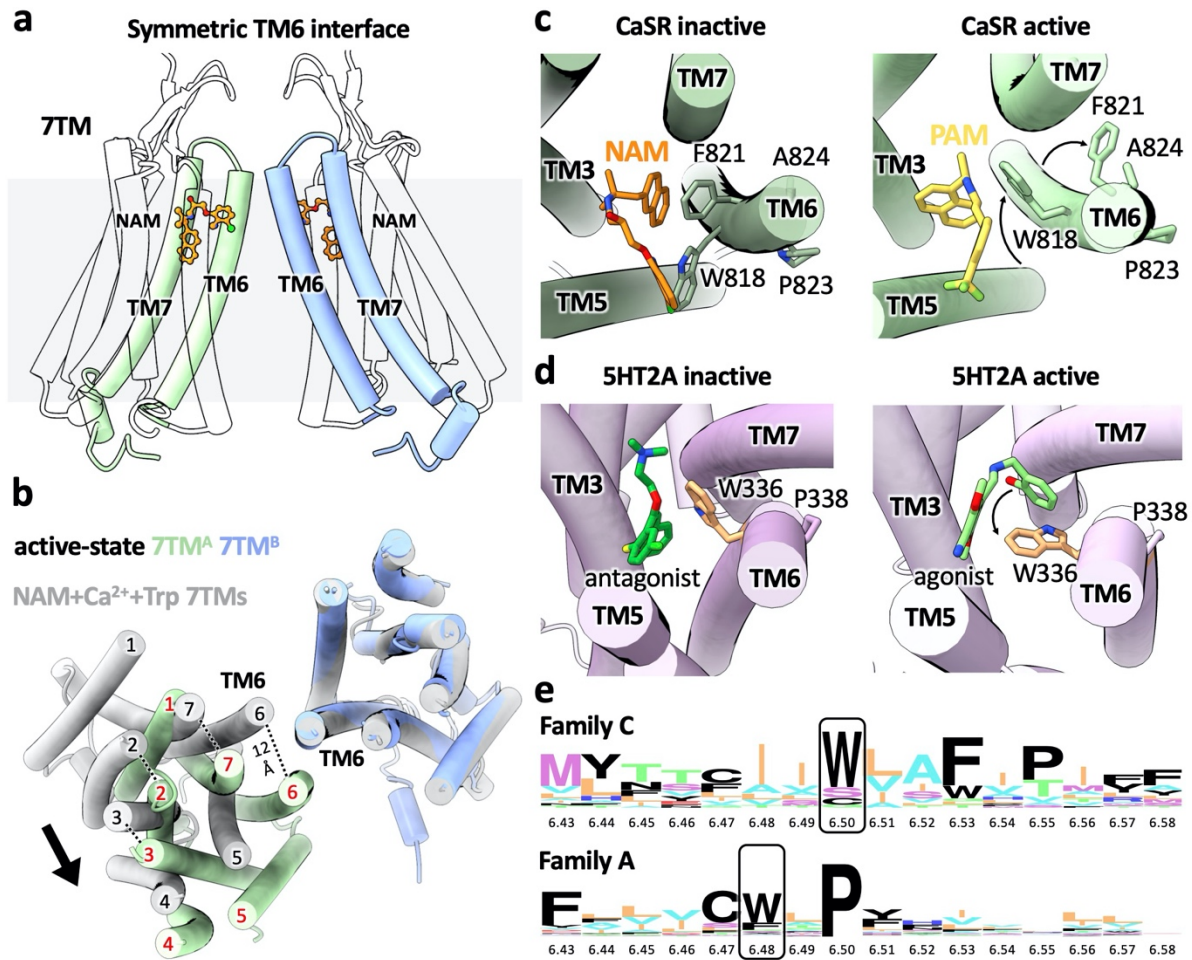 a
Symmetric TM6 interface
7TM
NAM
NAM
TM7
TM6
TM6
TM7
b
active-state 7TMᴬ 7TMᴮ
NAM+Ca²⁺+Trp 7TMs
TM6
1
1
7
6
2
12
Å
7
2
6
3
3
5
4
5
4
TM6
c
CaSR inactive
TM7
NAM
F821
A824
TM3
TM6
W818
TM5
P823
CaSR active
TM7
F821
PAM
A824
TM3
TM6
W818
P823
TM5
d
5HT2A inactive
TM7
TM3
W336
P338
antagonist
TM6
TM5
5HT2A active
TM7
TM3
P338
agonist
W336
TM6
TM5
e
Family C
6.43 6.44 6.45 6.46 6.47 6.48 6.49 6.50 6.51 6.52 6.53 6.54 6.55 6.56 6.57 6.58
Family A
6.43 6.44 6.45 6.46 6.47 6.48 6.49 6.50 6.51 6.52 6.53 6.54 6.55 6.56 6.57 6.58